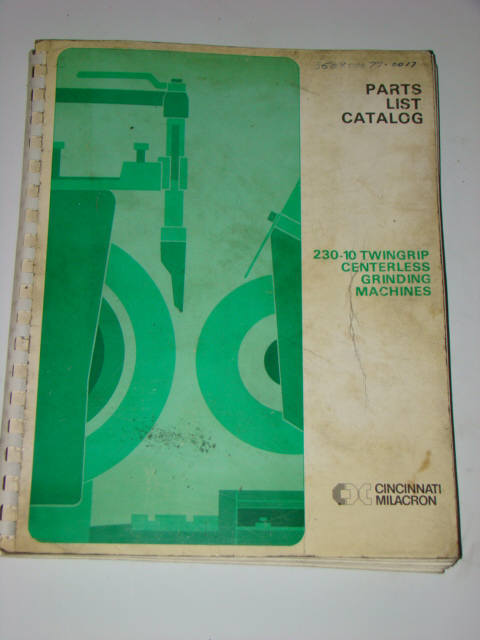 PARTS
LIST
CATALOG
230-10 TWINGRIP
CENTERLESS
GRINDING
MACHINES
CINCINNATI
MILACRON